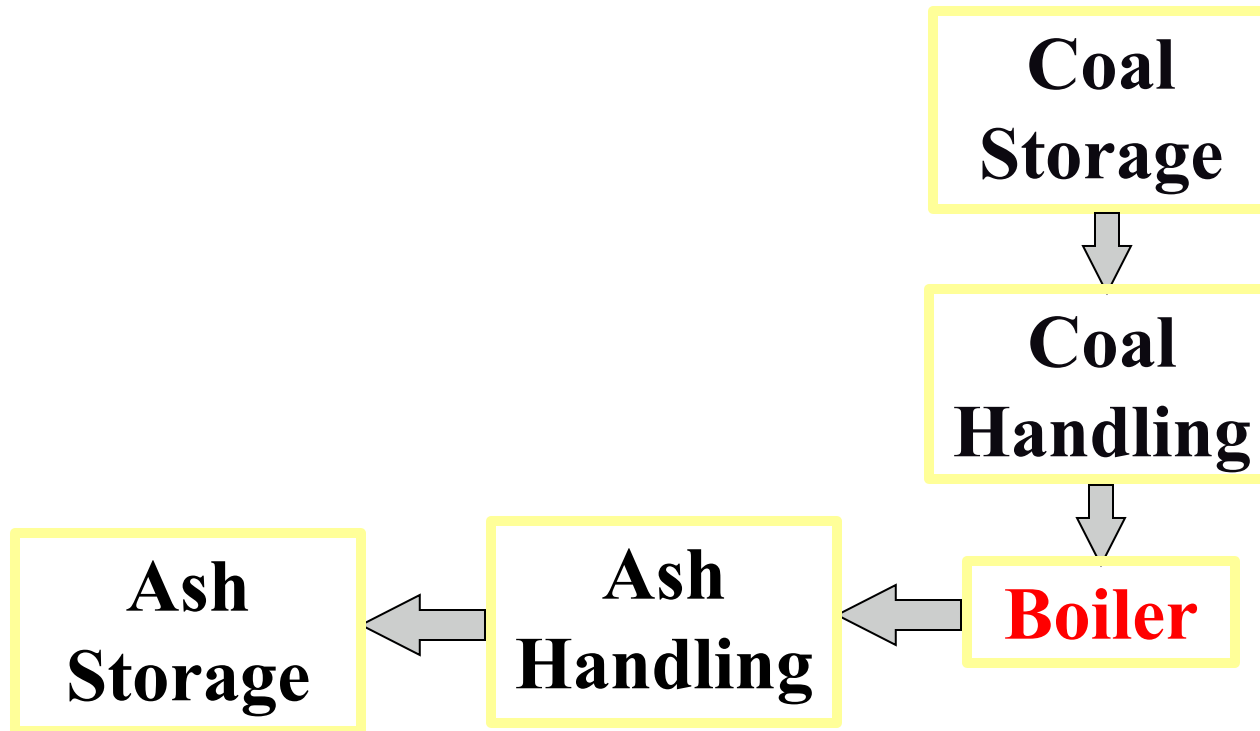 Coal
Storage
Coal
Handling
Boiler
Ash
Handling
Ash
Storage